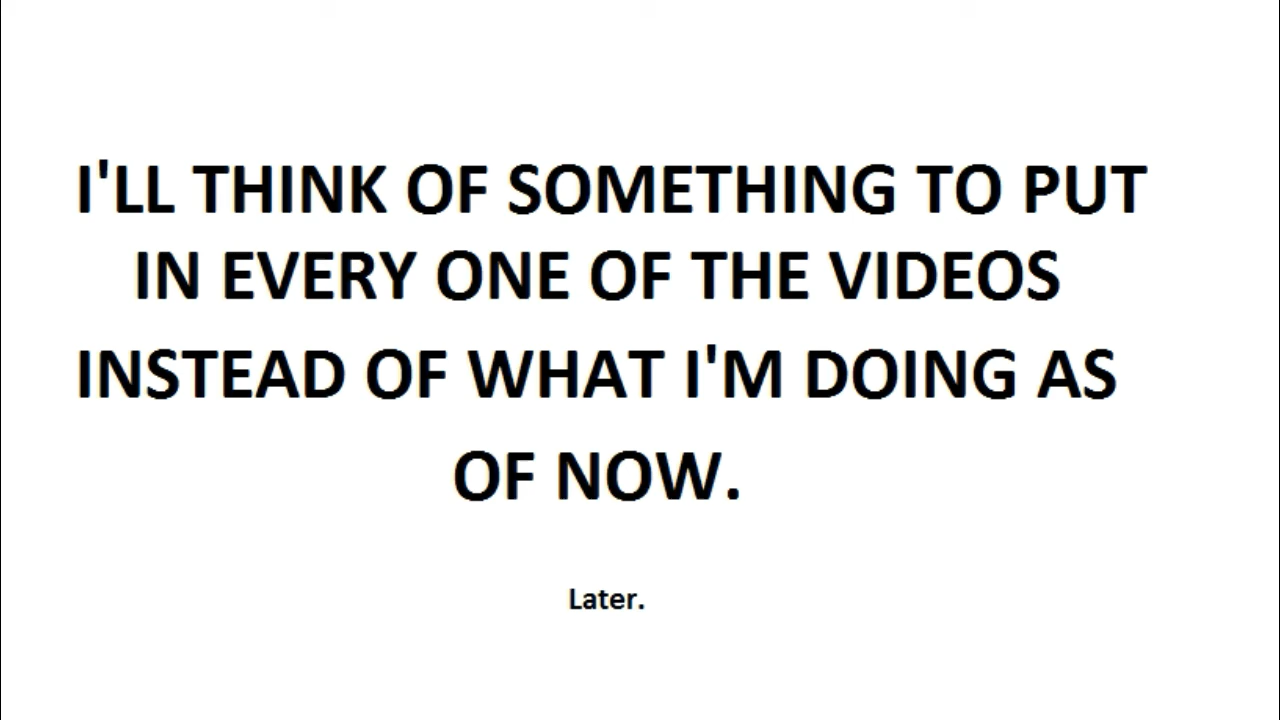 I'LL THINK OF SOMETHING TO PUT
IN EVERY ONE OF THE VIDEOS
INSTEAD OF WHAT I'M DOING AS
OF NOW.
Later.